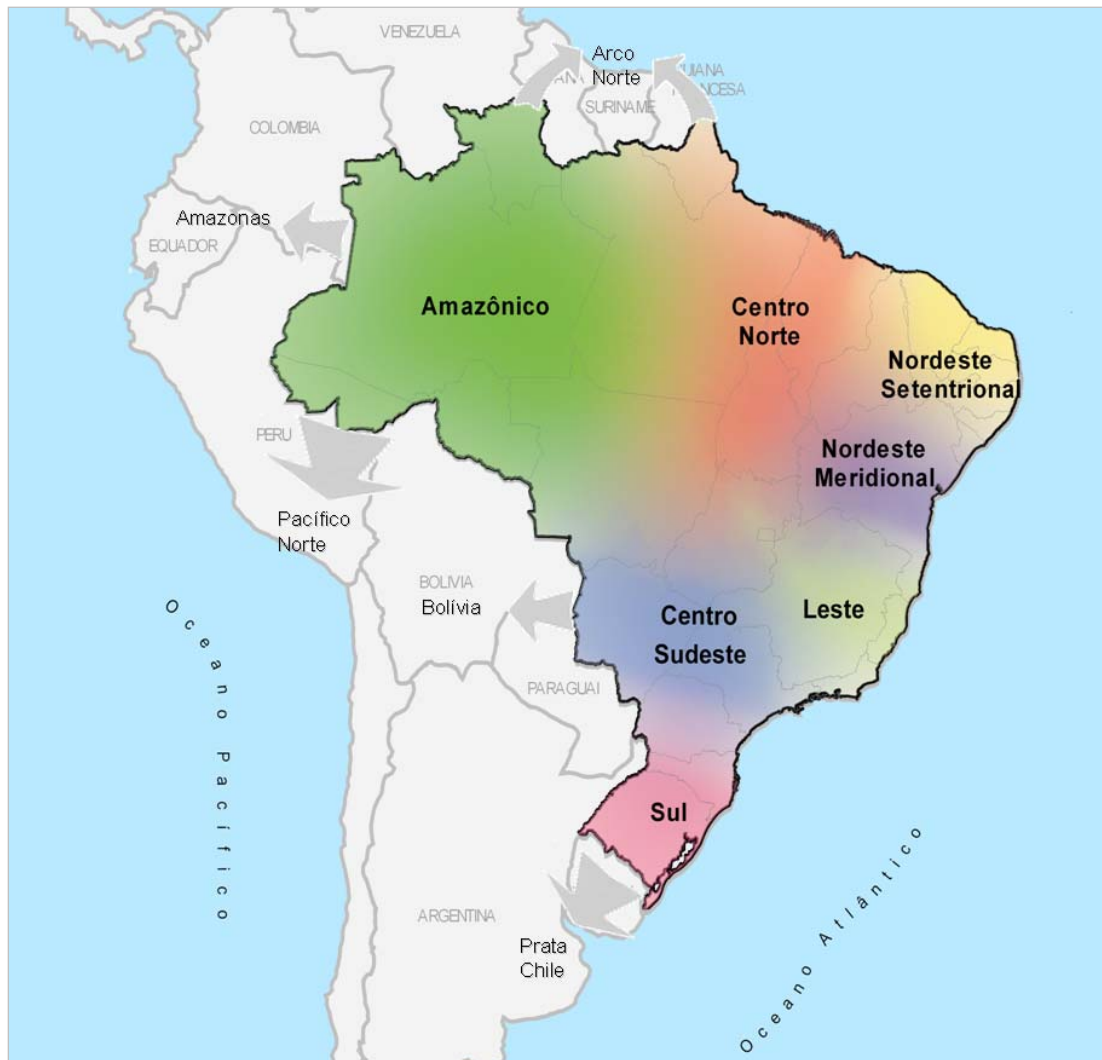 VENEZUELA
Arco
Norte
SURINAME
COLOMBIA
Amazonas
EQUADOR
Amazônico
Centro
Norte
Nordeste
Setentrional
PERU
Nordeste
Meridional
Pacífico
Norte
BOLIVIA
Bolívia
Centro
Sudeste
Leste
PARAGUAI
Sul
ARGENTINA
Prata
Chile
Oceano Pacífico
Oceano Atlântico